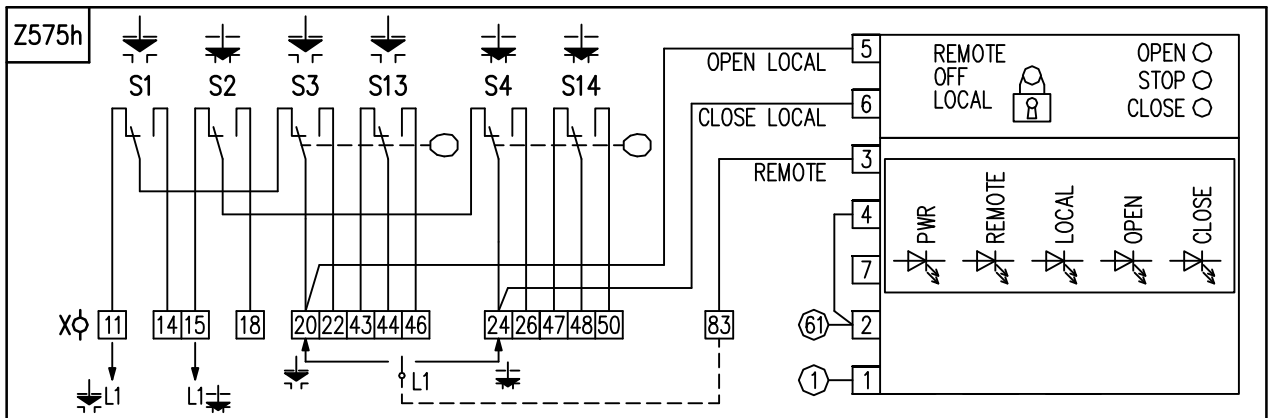 Z575h
S1 S2 S3 S13 S4 S14
5
OPEN LOCAL
REMOTE
OFF
LOCAL
OPEN
STOP
CLOSE
6
CLOSE LOCAL
3
REMOTE
4
7
PWR
REMOTE
LOCAL
OPEN
CLOSE
X 11 14 15 18 20 22 43 44 46 24 26 47 48 50 83
61 2
1 1
L1 L1 L1